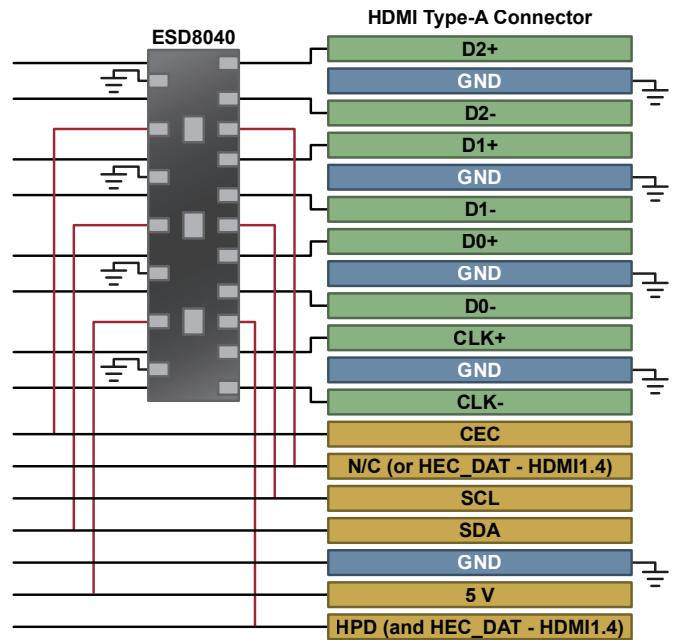 HDMI Type-A Connector
ESD8040
D2+
GND
D2-
D1+
GND
D1-
D0+
GND
D0-
CLK+
GND
CLK-
CEC
N/C (or HEC_DAT - HDMI1.4)
SCL
SDA
GND
5 V
HPD (and HEC_DAT - HDMI1.4)